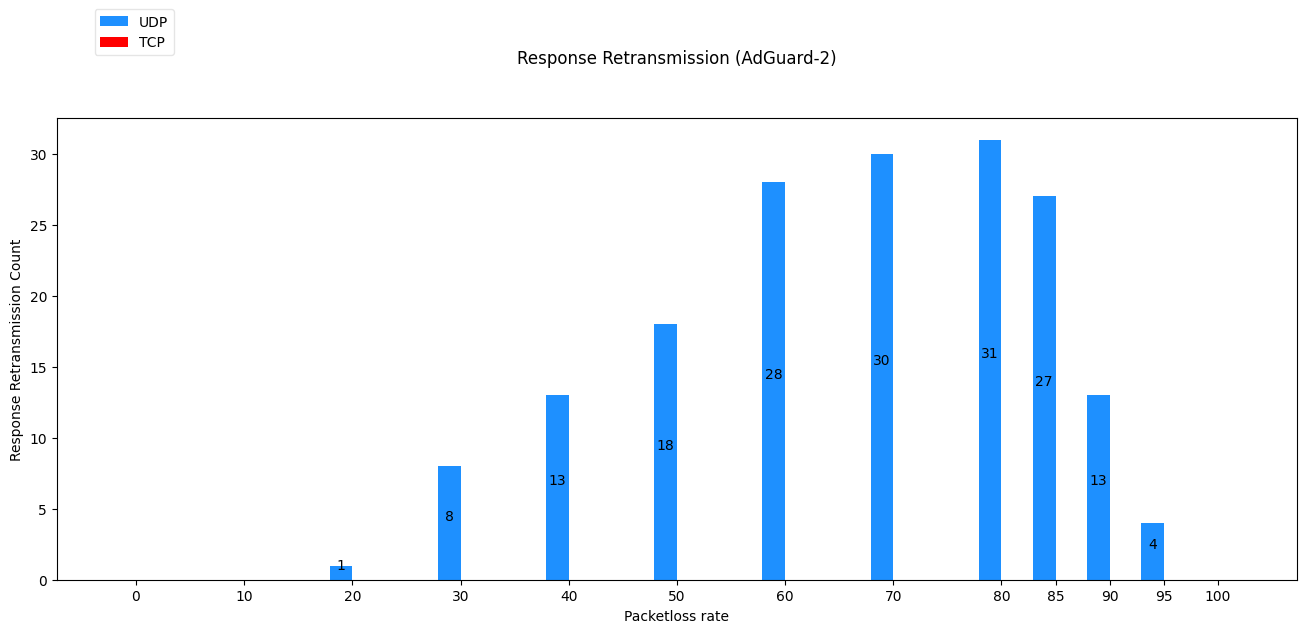 UDP
TCP
Response Retransmission (AdGuard-2)
Response Retransmission Count
30
25
20
15
10
5
0
1
8
13
18
28
30
31
27
13
4
0 10 20 30 40 50 60 70 80 85 90 95 100
Packetloss rate